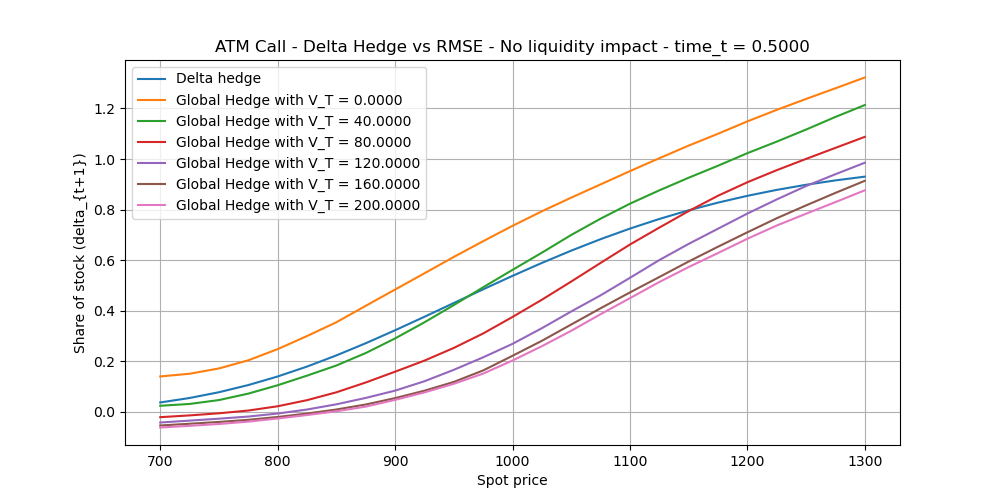 ATM Call - Delta Hedge vs RMSE - No liquidity impact - time_t = 0.5000
Delta hedge
Global Hedge with V_T = 0.0000
Global Hedge with V_T = 40.0000
Global Hedge with V_T = 80.0000
Global Hedge with V_T = 120.0000
Global Hedge with V_T = 160.0000
Global Hedge with V_T = 200.0000
Share of stock (delta_{t+1})
1.2
1.0
0.8
0.6
0.4
0.2
0.0
700 800 900 1000 1100 1200 1300
Spot price